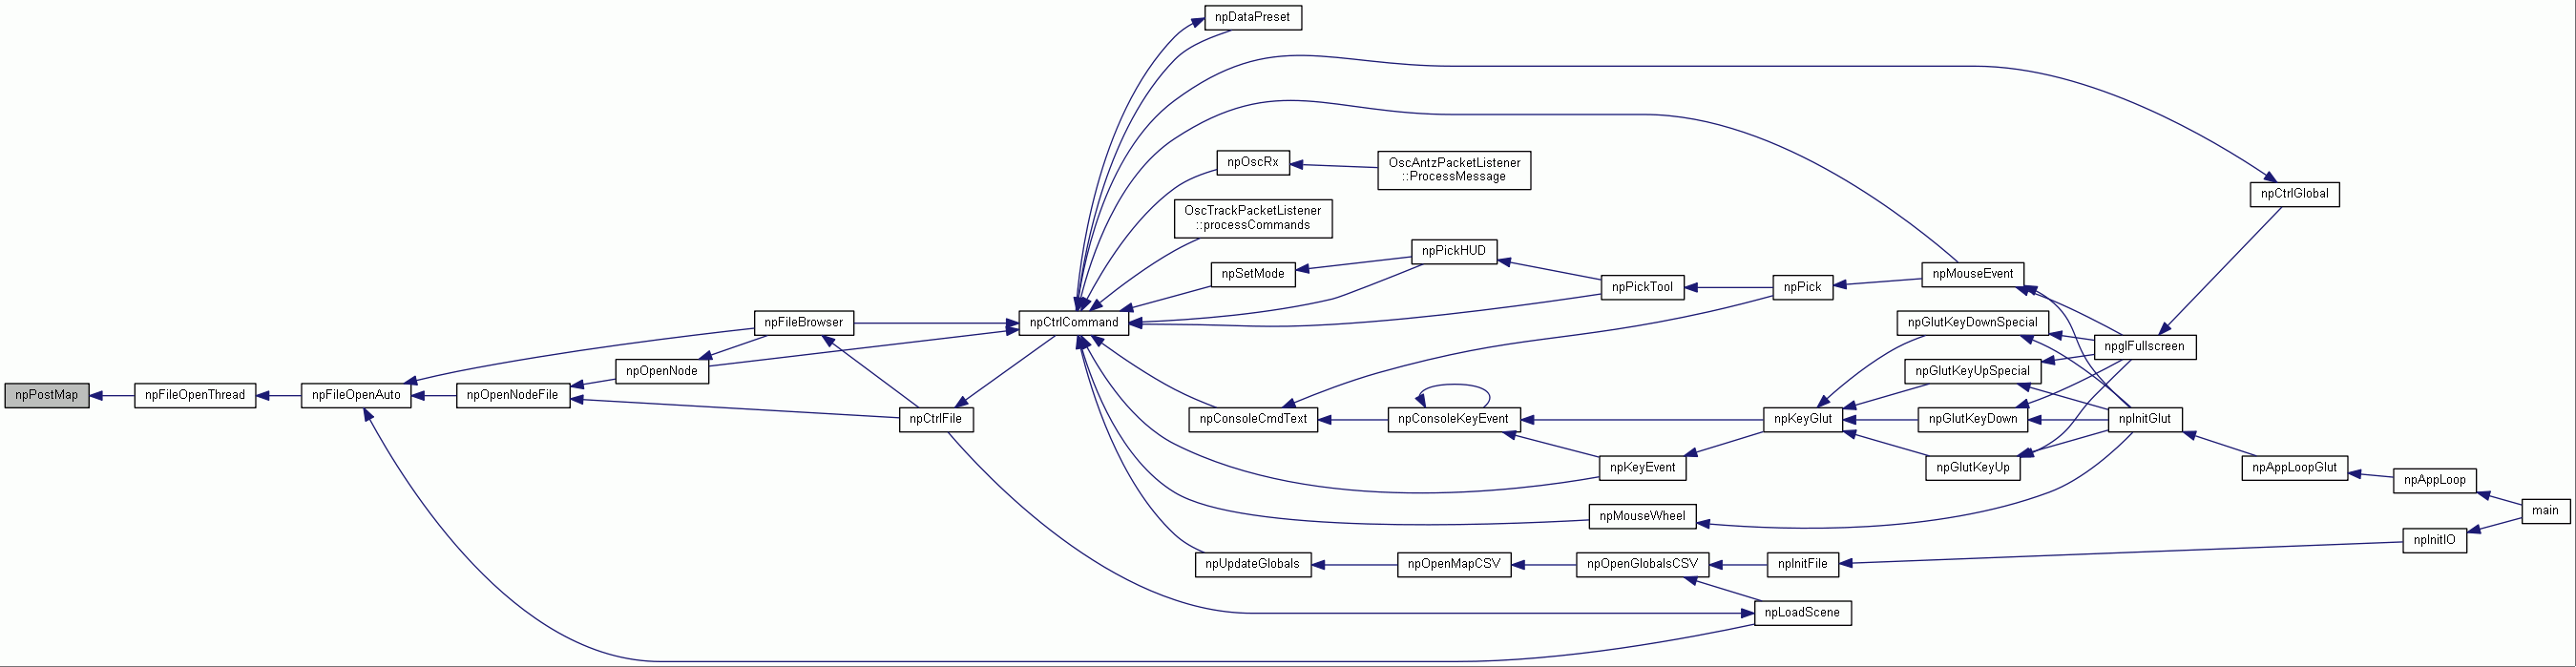 npDataPreset
npOscRx
OscAntzPacketListener
::ProcessMessage
npCtrlGlobal
OscTrackPacketListener
::processCommands
npPickHUD
npSetMode
npMouseEvent
npPickTool
npPick
npFileBrowser
npCtrlCommand
npGlutKeyDownSpecial
npglFullscreen
npOpenNode
npGlutKeyUpSpecial
npPostMap
npFileOpenThread
npFileOpenAuto
npOpenNodeFile
npCtrlFile
npConsoleCmdText
npConsoleKeyEvent
npKeyGlut
npGlutKeyDown
npInitGlut
npKeyEvent
npGlutKeyUp
npAppLoopGlut
npAppLoop
npMouseWheel
main
npInitIO
npUpdateGlobals
npOpenMapCSV
npOpenGlobalsCSV
npInitFile
npLoadScene